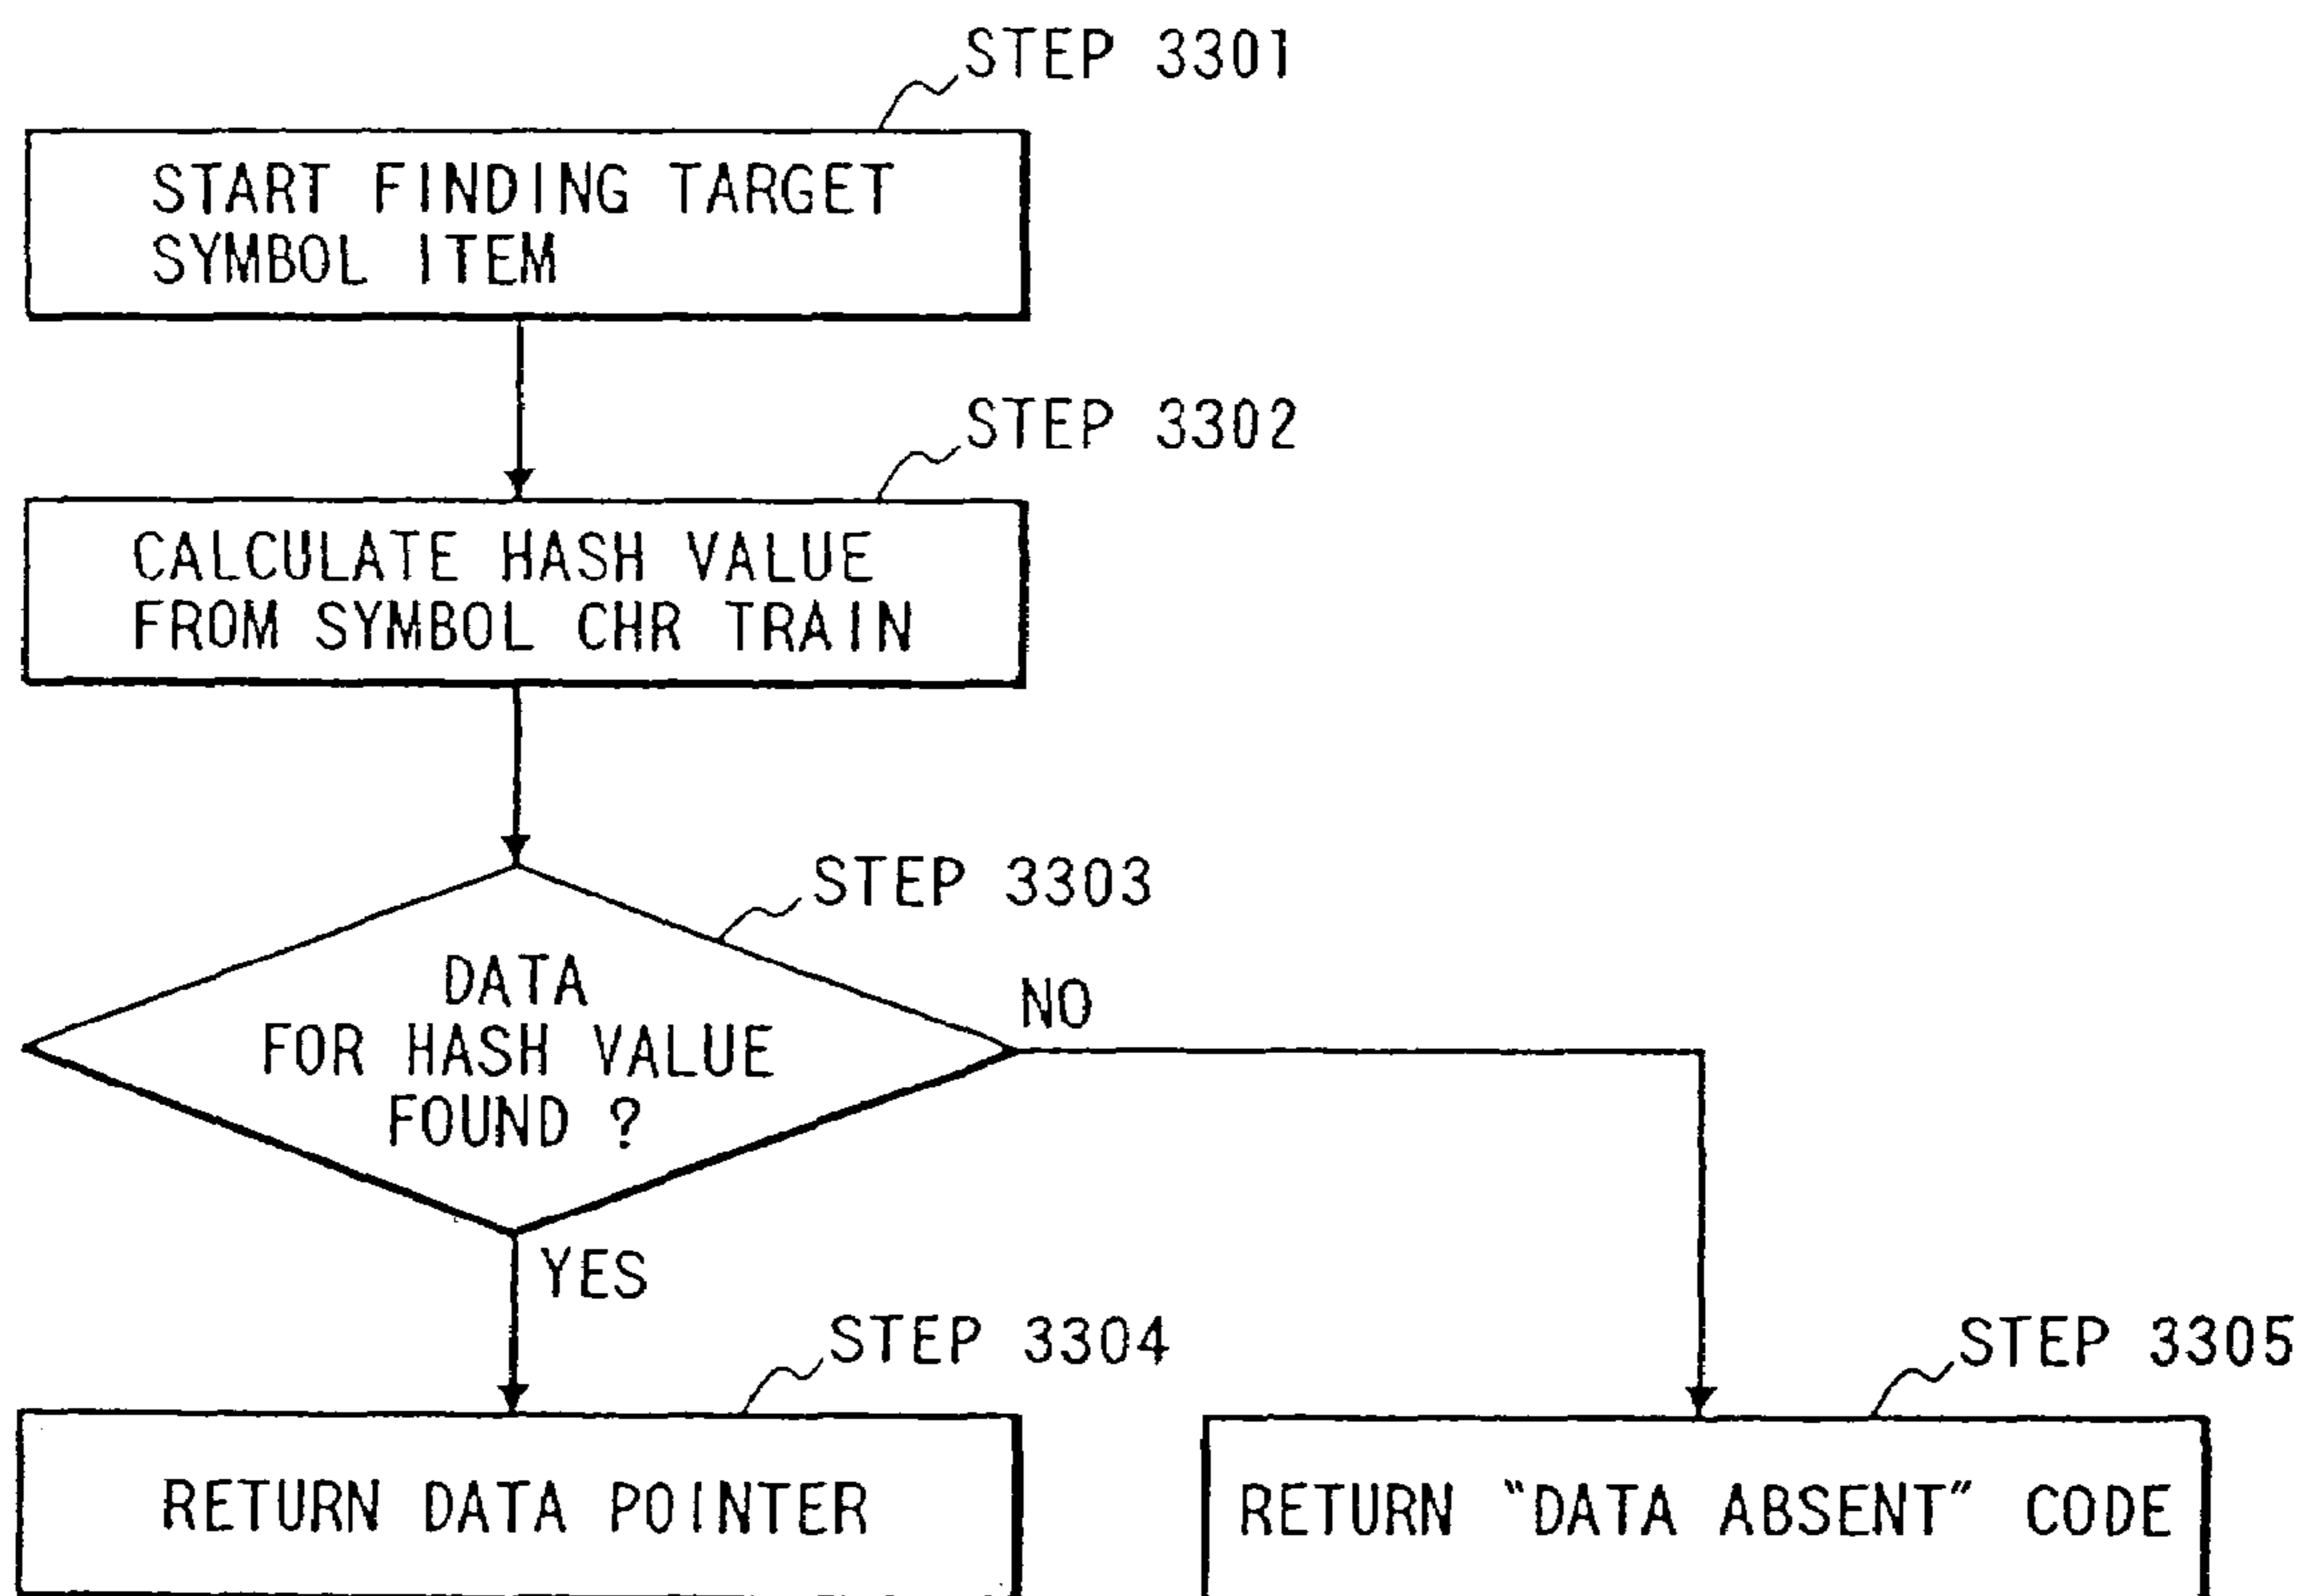 STEP 3301
START FINDING TARGET
SYMBOL ITEM
STEP 3302
CALCULATE HASH VALUE
FROM SYMBOL CHR TRAIN
STEP 3303
DATA
FOR HASH VALUE
FOUND ?
NO
YES
STEP 3304
RETURN DATA POINTER
STEP 3305
RETURN "DATA ABSENT" CODE